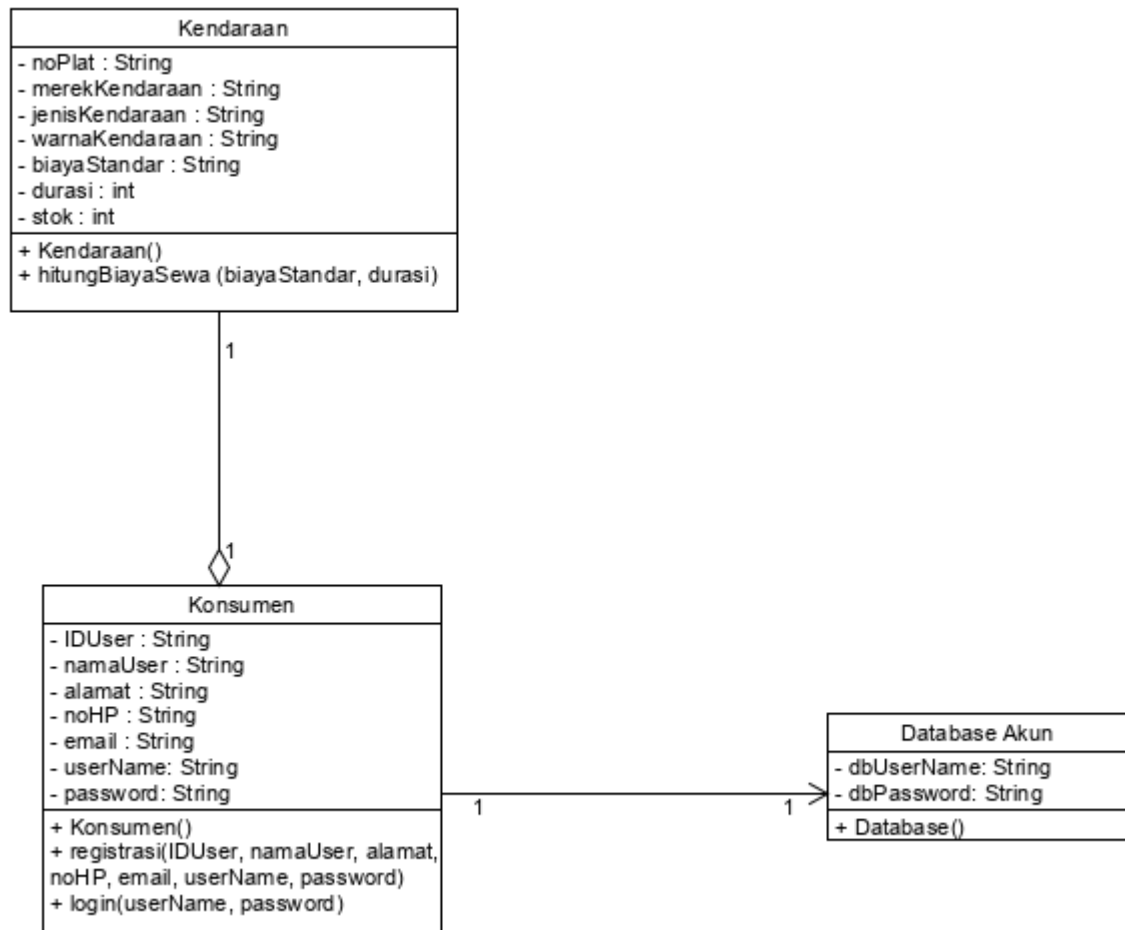 Kendaraan
- noPlat : String
- merekKendaraan : String
- jenisKendaraan : String
- warnaKendaraan : String
- biayaStandar : String
- durasi : int
- stok : int
+ Kendaraan()
+ hitungBiayaSewa (biayaStandar, durasi)
1
1
Konsumen
- IDUser : String
- namaUser : String
- alamat : String
- noHP : String
- email : String
- userName: String
- password: String
+ Konsumen()
+ registrasi(IDUser, namaUser, alamat,
noHP, email, userName, password)
+ login(userName, password)
1
1
Database Akun
- dbUserName: String
- dbPassword: String
+ Database()